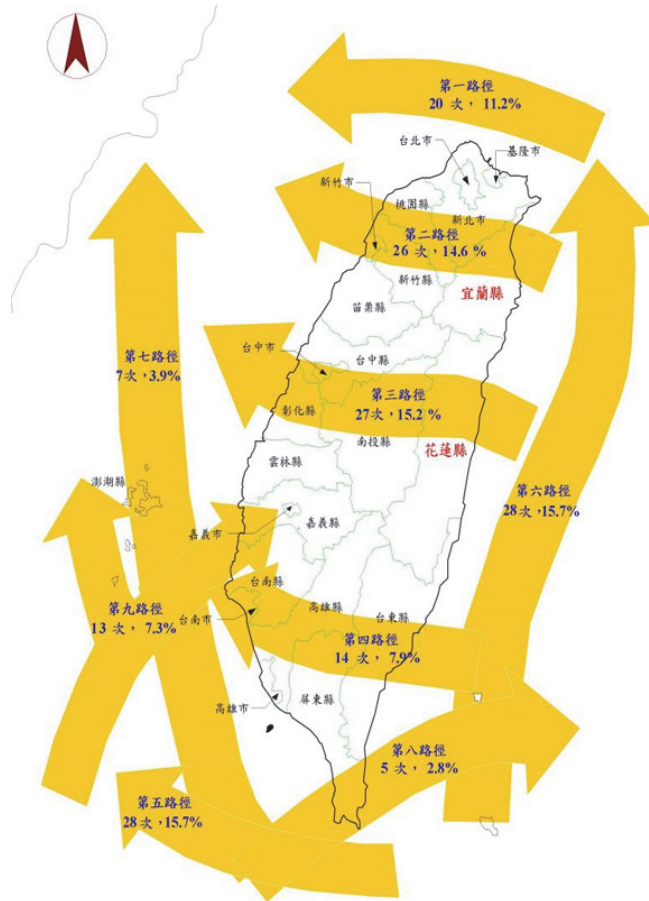 第一路徑
20 次，11.2%
台北市
基隆市
新竹市
桃園縣
新北市
第二路徑
26 次，14.6 %
新竹縣
宜蘭縣
苗栗縣
第七路徑
7次，3.9%
台中市
台中縣
第三路徑
27次，15.2 %
彰化縣
南投縣
花蓮縣
雲林縣
澎湖縣
第六路徑
28次，15.7%
嘉義市
嘉義縣
台南縣
第九路徑
13 次，7.3%
台南市
高雄縣
台東縣
第四路徑
14 次，7.9%
高雄市
屏東縣
第八路徑
5 次，2.8%
第五路徑
28 次，15.7%